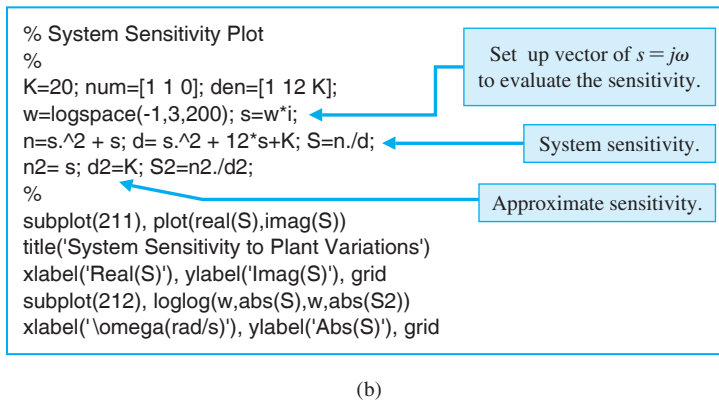 % System Sensitivity Plot
%
K=20; num=[1 1 0]; den=[1 12 K];
w=logspace(-1,3,200); s=w*i;
n=s.^2 + s; d= s.^2 + 12*s+K; S=n./d;
n2= s; d2=K; S2=n2./d2;
%
subplot(211), plot(real(S),imag(S))
title('System Sensitivity to Plant Variations')
xlabel('Real(S)'), ylabel('Imag(S)'), grid
subplot(212), loglog(w,abs(S),w,abs(S2))
xlabel('\omega(rad/s)'), ylabel('Abs(S)'), grid
Set up vector of s = jω
to evaluate the sensitivity.
System sensitivity.
Approximate sensitivity.
(b)